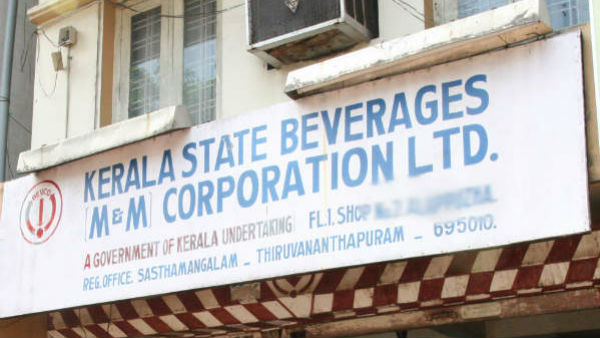 KERALA STATE BEVERAGES
[M&M] CORPORATION LTD.
A GOVERNMENT OF KERALA UNDERTAKING] FL.1. SHOP
REG.OFFICE. SASTHAMANGALAM - THIRUVANANTHAPURAM - 695010.